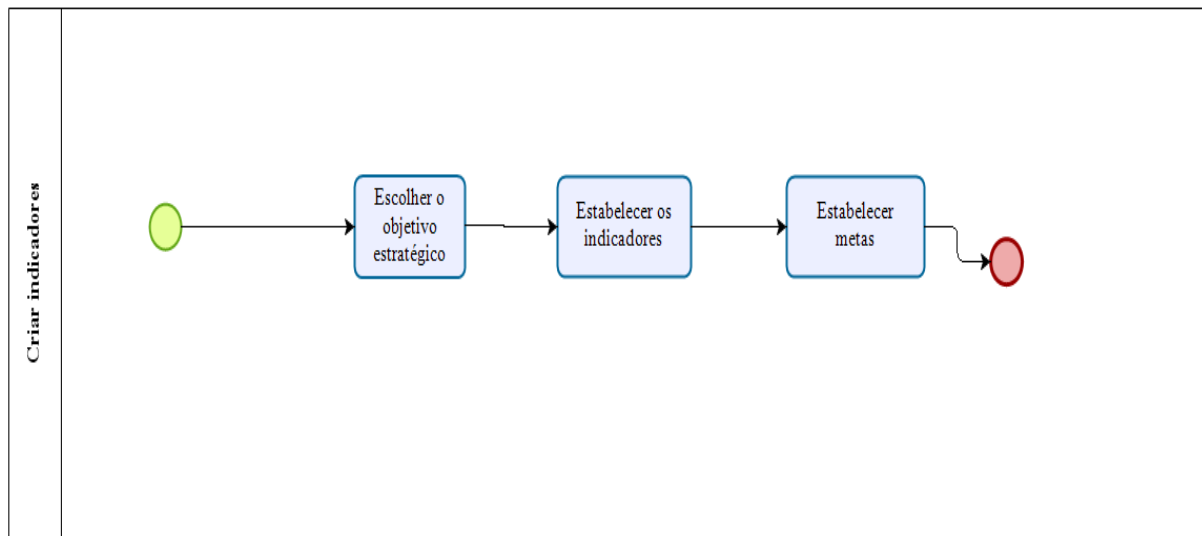 Criar indicadores
Escolher o
objetivo
estratégico
Estabelecer os
indicadores
Estabelecer
metas